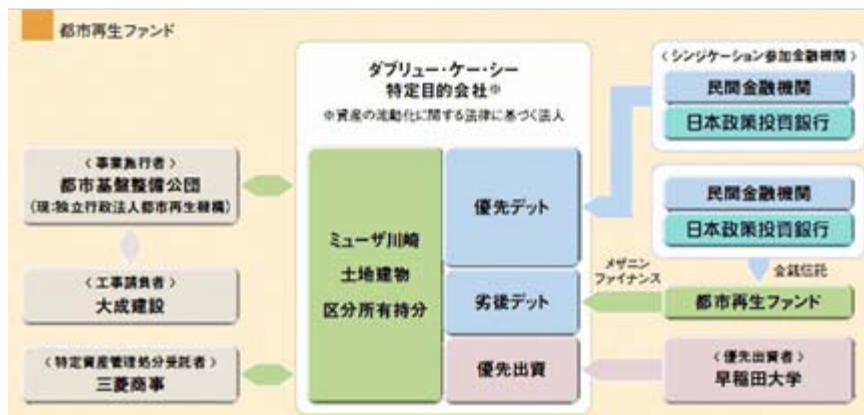 都市再生ファンド
ダブリュー・ケー・シー
特定目的会社※
※資産の流動化に関する法律に基づく法人
〈シンジケーション参加金融機関〉
民間金融機関
日本政策投資銀行
〈事業施行者〉
都市基盤整備公団
(現:独立行政法人都市再生機構)
〈工事請負者〉
大成建設
〈特定資産管理処分受託者〉
三菱商事
ミューザ川崎
土地建物
区分所有持分
優先デット
劣後デット
優先出資
民間金融機関
日本政策投資銀行
金銭信託
メザニン
ファイナンス
都市再生ファンド
〈優先出資者〉
早稲田大学